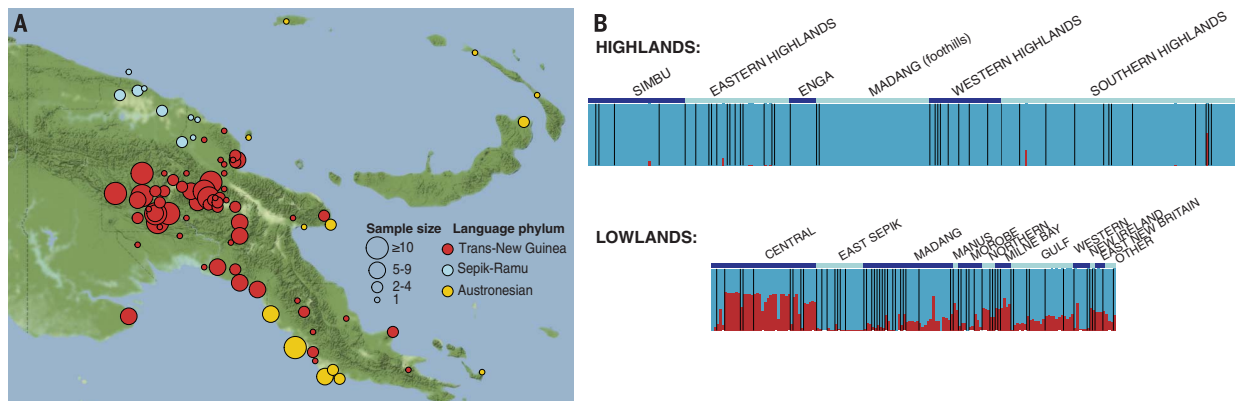 A
Sample size
Language phylum
≥10
Trans-New Guinea
5-9
Sepik-Ramu
2-4
Austronesian
1
B
HIGHLANDS:
SIMBU
EASTERN HIGHLANDS
ENGA
MADANG (foothills)
WESTERN HIGHLANDS
SOUTHERN HIGHLANDS
LOWLANDS:
CENTRAL
EAST SEPIK
MADANG
MANUS
MOROBE
NORTHERN
MILNE BAY
GULF
WESTERN
NEW IRELAND
EAST NEW BRITAIN
OTHER